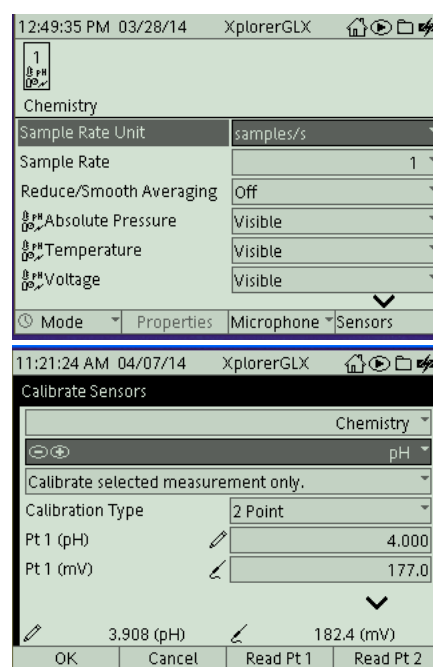 12:49:35 PM 03/28/14 XplorerGLX
1
pH
Chemistry
Sample Rate Unit samples/s
Sample Rate 1
Reduce/Smooth Averaging Off
pH Absolute Pressure Visible
pH Temperature Visible
pH Voltage Visible
Mode Properties Microphone Sensors
11:21:24 AM 04/07/14 XplorerGLX
Calibrate Sensors
Chemistry
pH
Calibrate selected measurement only.
Calibration Type 2 Point
Pt 1 (pH) 4.000
Pt 1 (mV) 177.0
3.908 (pH) 182.4 (mV)
OK Cancel Read Pt 1 Read Pt 2